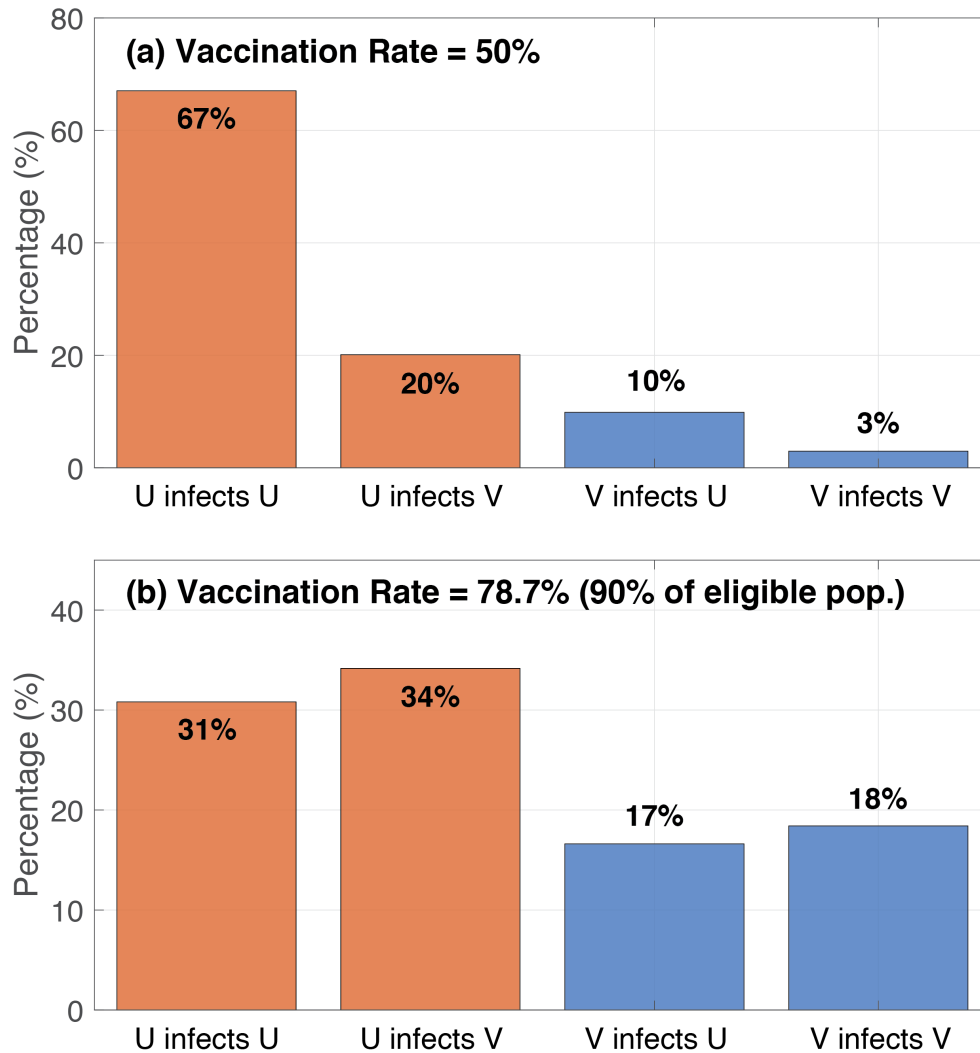 (a) Vaccination Rate = 50%
Percentage (%)
80
60
40
20
0
67%
20%
10%
3%
U infects U
U infects V
V infects U
V infects V
(b) Vaccination Rate = 78.7% (90% of eligible pop.)
Percentage (%)
40
30
20
10
0
31%
34%
17%
18%
U infects U
U infects V
V infects U
V infects V